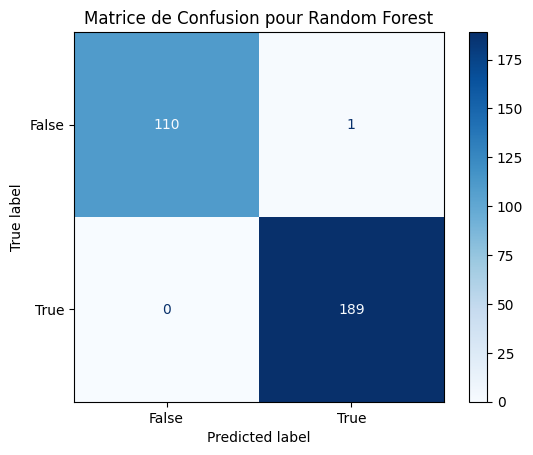 Matrice de Confusion pour Random Forest
True label
False
110
1
True
0
189
False
True
Predicted label
175
150
125
100
75
50
25
0